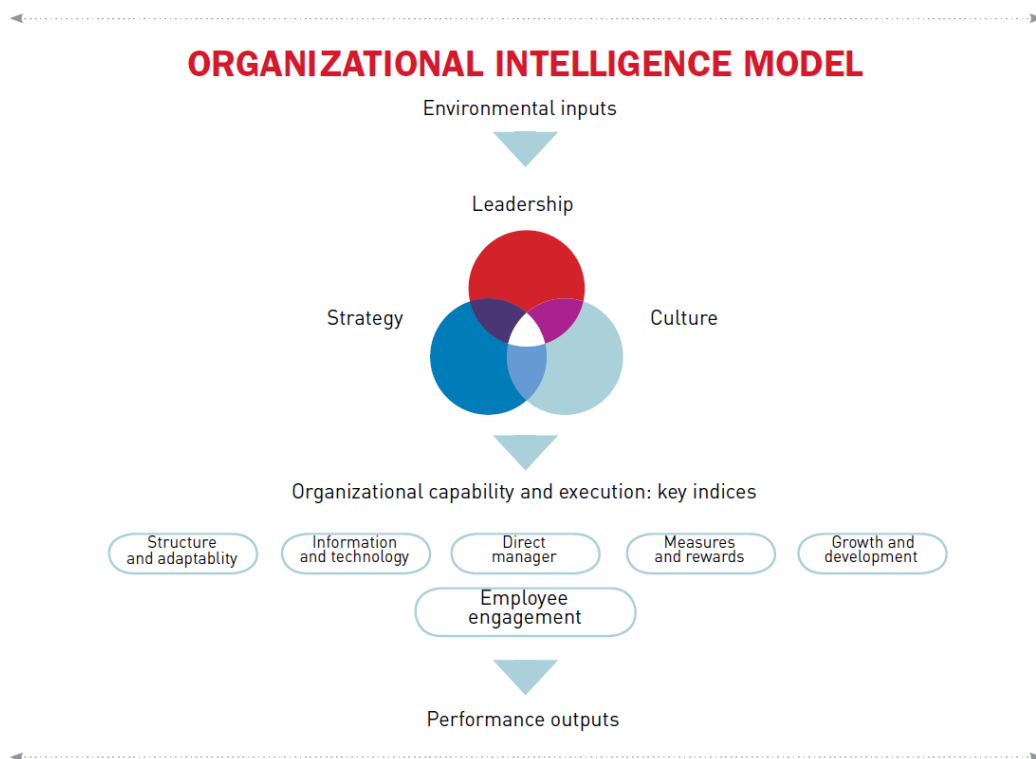 ORGANIZATIONAL INTELLIGENCE MODEL
Environmental inputs
Leadership
Strategy
Culture
Organizational capability and execution: key indices
Structure
and adaptablity
Information
and technology
Direct
manager
Measures
and rewards
Growth and
development
Employee
engagement
Performance outputs